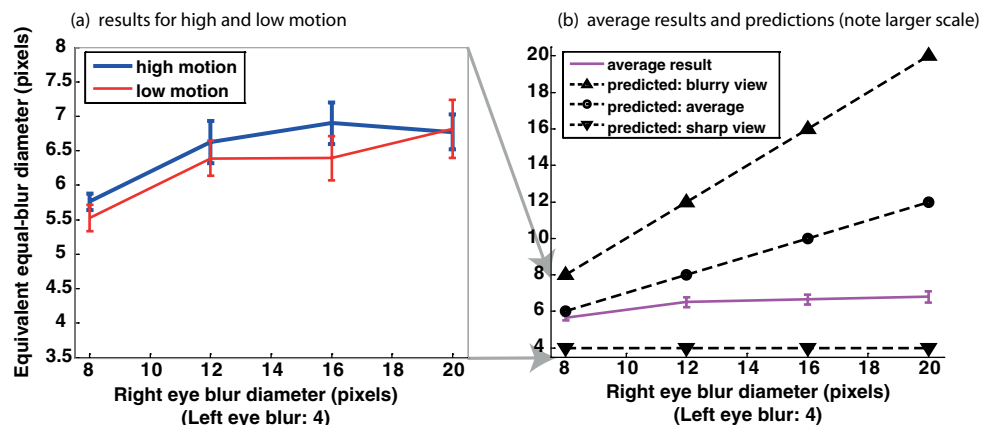 (a) results for high and low motion
(b) average results and predictions (note larger scale)
Equivalent equal-blur diameter (pixels)
8
7.5
7
6.5
6
5.5
5
4.5
4
3.5
high motion
low motion
8 10 12 14 16 18 20
Right eye blur diameter (pixels)
(Left eye blur: 4)
20
18
16
14
12
10
8
6
4
average result
predicted: blurry view
predicted: average
predicted: sharp view
8 10 12 14 16 18 20
Right eye blur diameter (pixels)
(Left eye blur: 4)